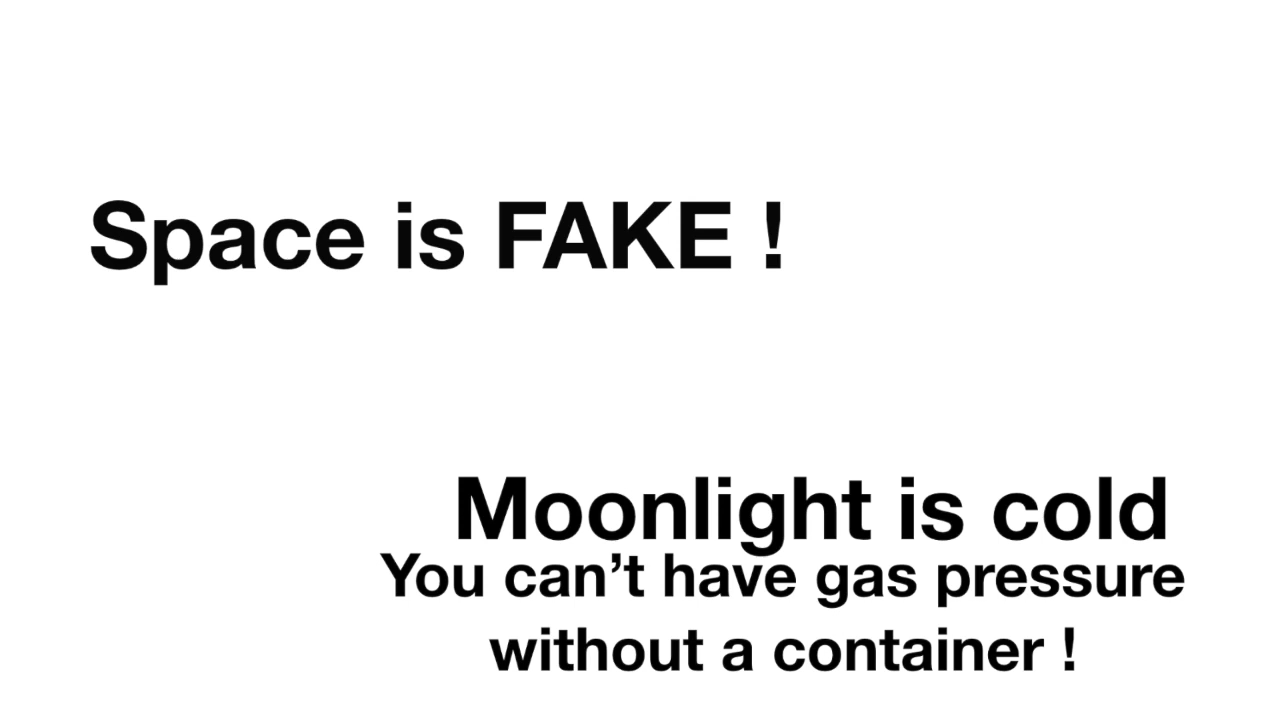 Space is FAKE !
Moonlight is cold
You can’t have gas pressure
without a container !